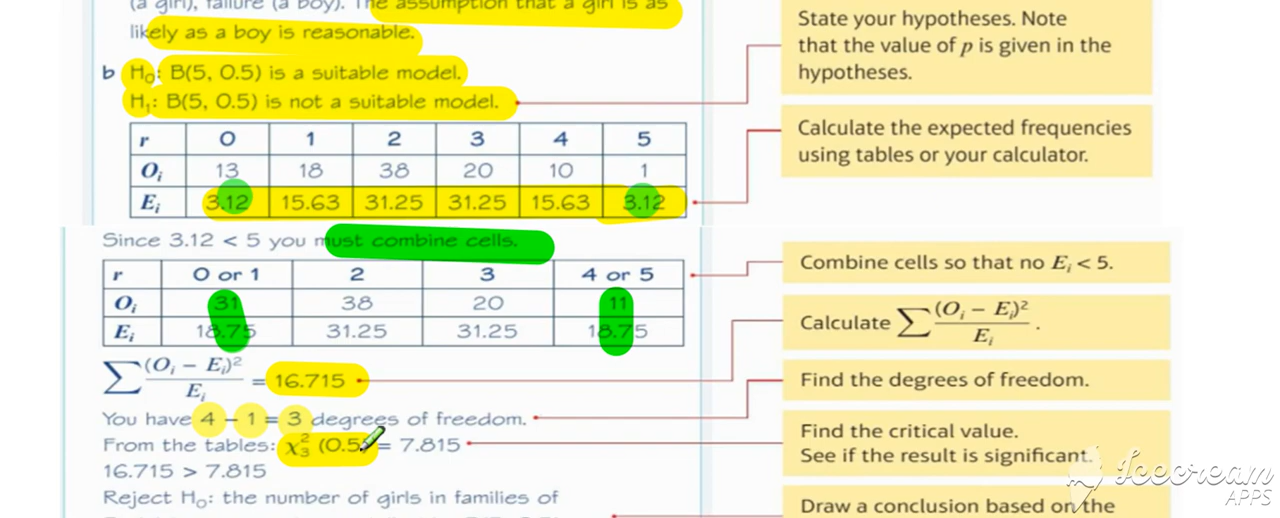 (a girl), failure (a boy). The assumption that a girl is as
likely as a boy is reasonable.
b H₀: B(5, 0.5) is a suitable model.
H₁: B(5, 0.5) is not a suitable model.
r 0 1 2 3 4 5
Oᵢ 13 18 38 20 10 1
Eᵢ 3.12 15.63 31.25 31.25 15.63 3.12
Since 3.12 < 5 you must combine cells.
r 0 or 1 2 3 4 or 5
Oᵢ 31 38 20 11
Eᵢ 18.75 31.25 31.25 18.75
∑ (Oᵢ − Eᵢ)² / Eᵢ = 16.715
You have 4 − 1 = 3 degrees of freedom.
From the tables: χ₃² (0.5) = 7.815
16.715 > 7.815
Reject H₀: the number of girls in families of
State your hypotheses. Note
that the value of p is given in the
hypotheses.
Calculate the expected frequencies
using tables or your calculator.
Combine cells so that no Eᵢ < 5.
Calculate ∑ (Oᵢ − Eᵢ)² / Eᵢ .
Find the degrees of freedom.
Find the critical value.
See if the result is significant.
Draw a conclusion based on the
Icecream
APPS